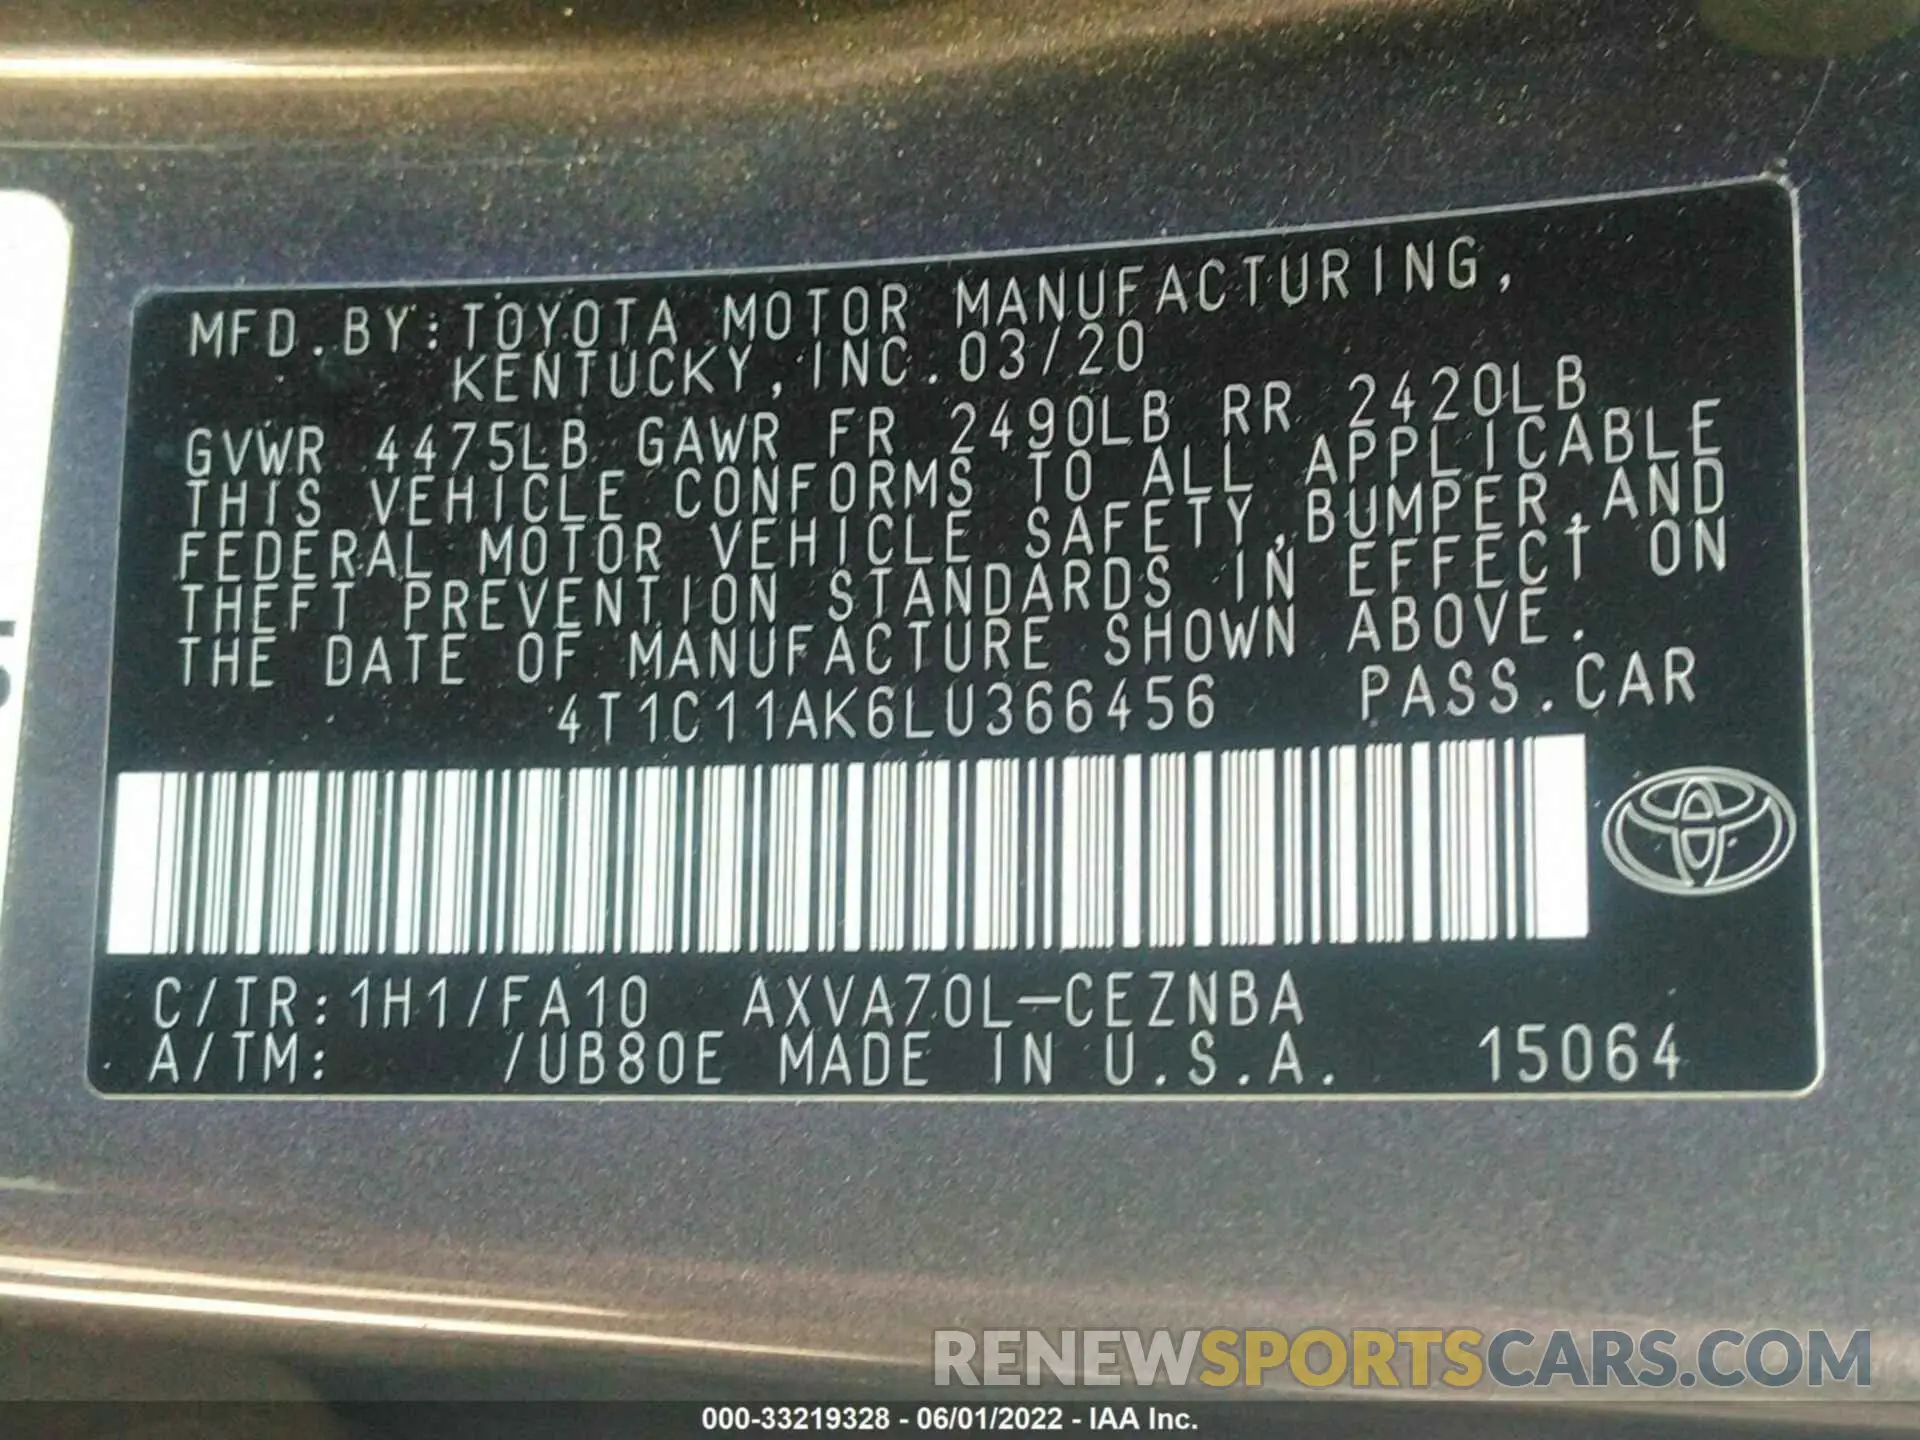 MFD.BY:TOYOTA MOTOR MANUFACTURING,
KENTUCKY, INC. 03/20
GVWR 4475LB GAWR FR 2490LB RR 2420LB
THIS VEHICLE CONFORMS TO ALL APPLICABLE
FEDERAL MOTOR VEHICLE SAFETY,BUMPER,AND
THEFT PREVENTION STANDARDS IN EFFECT ON
THE DATE OF MANUFACTURE SHOWN ABOVE.
4T1C11AK6LU366456 PASS.CAR
C/TR:1H1/FA10 AXVA70L-CEZNBA
A/TM: /UB80E MADE IN U.S.A. 15064
RENEWSPORTSCARS.COM
000-33219328 - 06/01/2022 - IAA Inc.